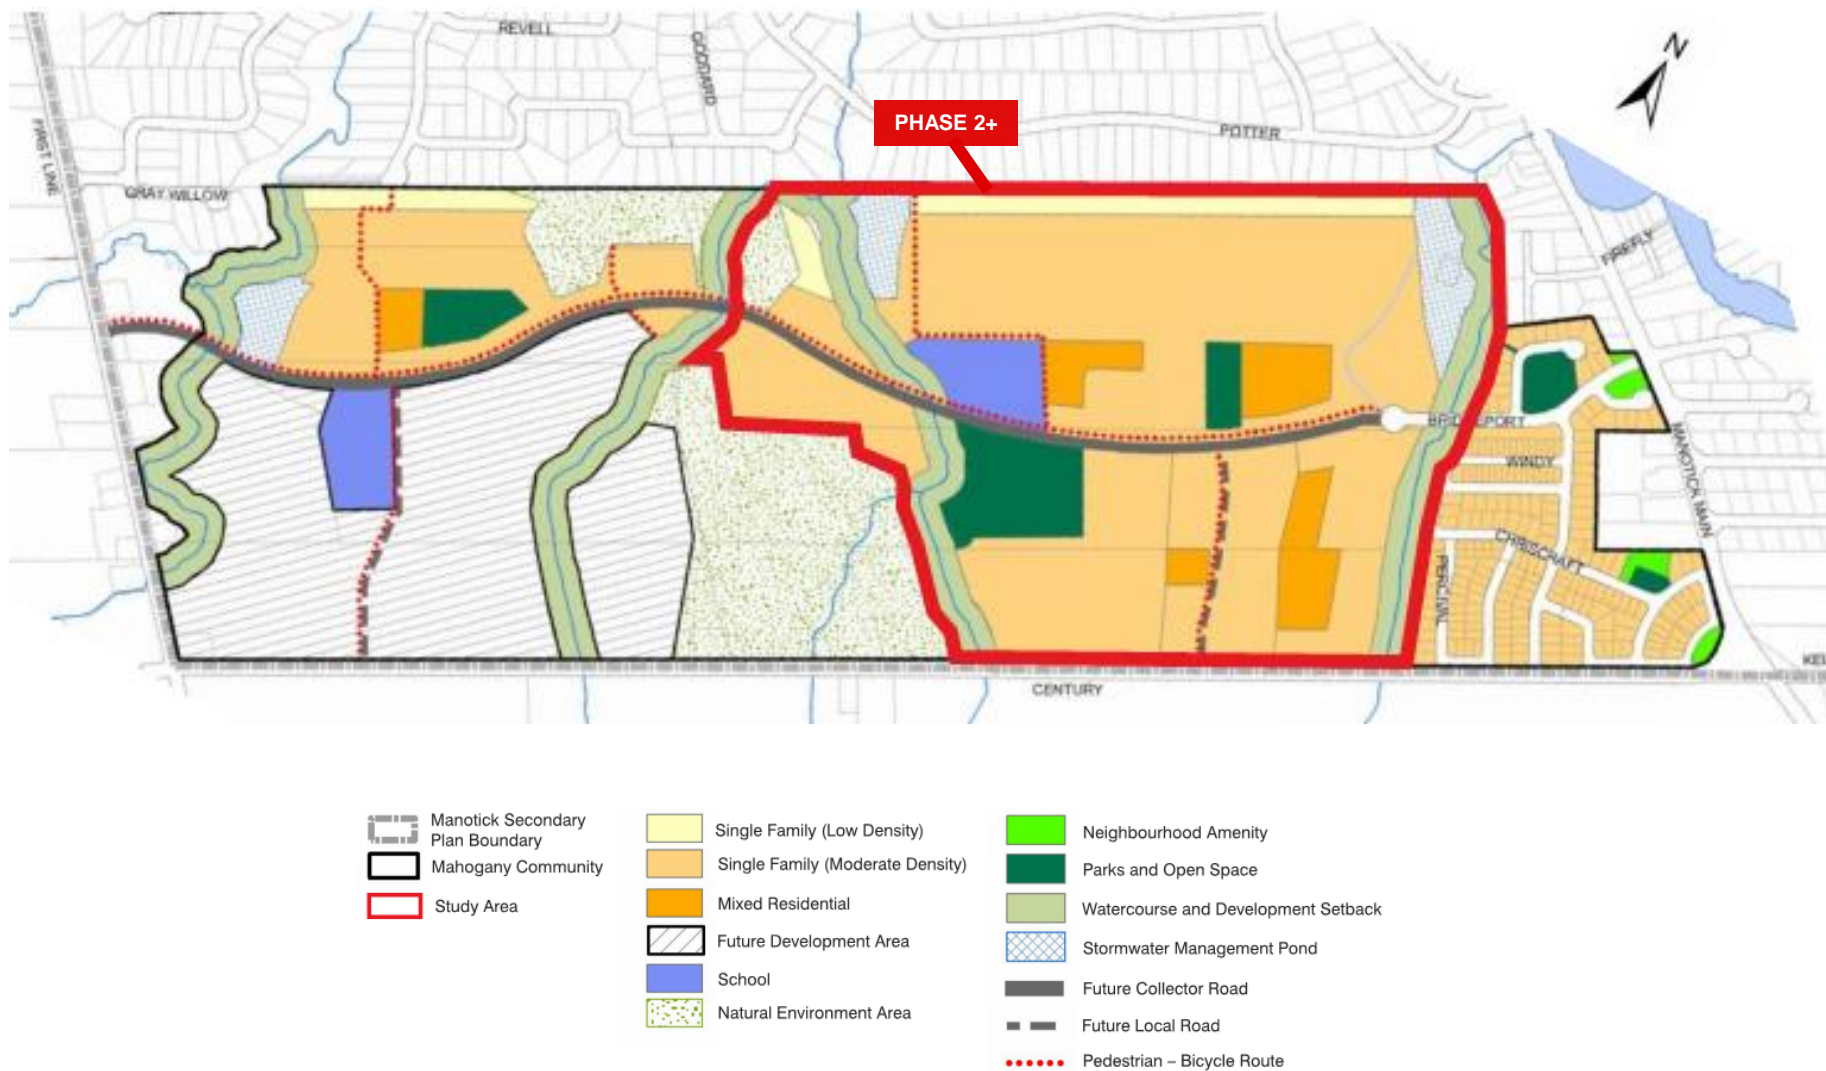 REVELL
GODDARD
N
PHASE 2+
POTTER
FIRST LINE
GRAY WILLOW
FIREFLY
BRIDGEPORT
WINDY
MANOTICK MAIN
CHRISCRAFT
PERCIVAL
CENTURY
Manotick Secondary
Plan Boundary
Mahogany Community
Study Area
Single Family (Low Density)
Single Family (Moderate Density)
Mixed Residential
Future Development Area
School
Natural Environment Area
Neighbourhood Amenity
Parks and Open Space
Watercourse and Development Setback
Stormwater Management Pond
Future Collector Road
Future Local Road
Pedestrian – Bicycle Route